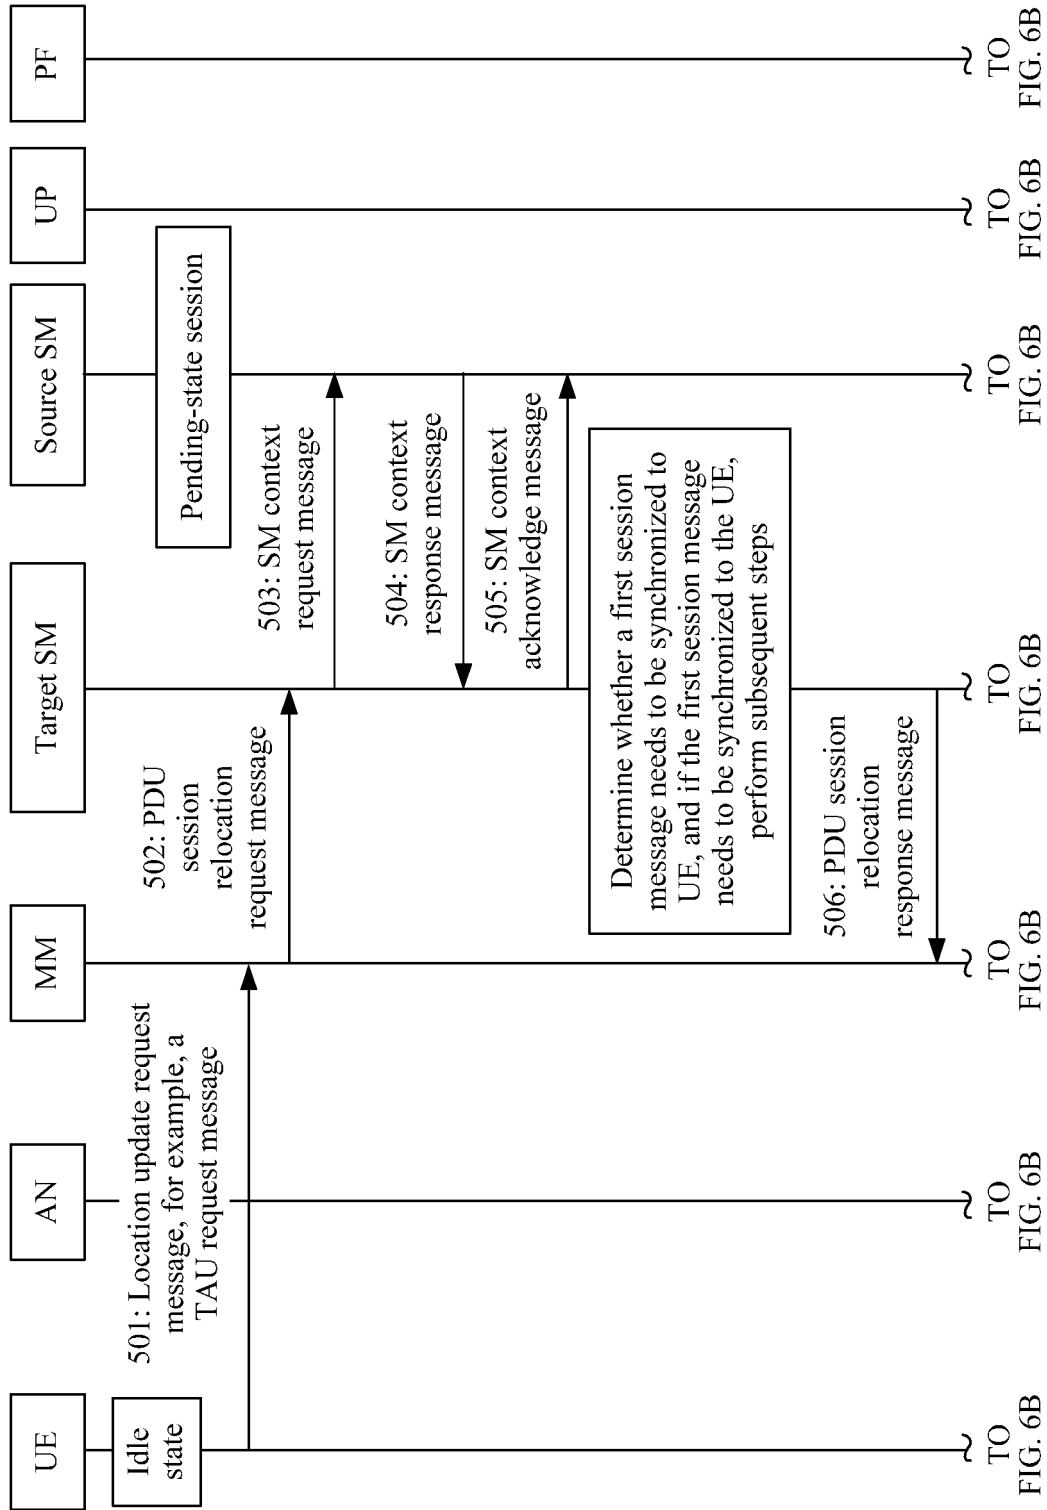 UE
AN
MM
Target SM
Source SM
UP
PF
Idle
state
Pending-state session
501: Location update request
message, for example, a
TAU request message
502: PDU
session
relocation
request message
503: SM context
request message
504: SM context
response message
505: SM context
acknowledge message
Determine whether a first session
message needs to be synchronized to
UE, and if the first session message
needs to be synchronized to the UE,
perform subsequent steps
506: PDU session
relocation
response message
TO
FIG. 6B
TO
FIG. 6B
TO
FIG. 6B
TO
FIG. 6B
TO
FIG. 6B
TO
FIG. 6B
TO
FIG. 6B